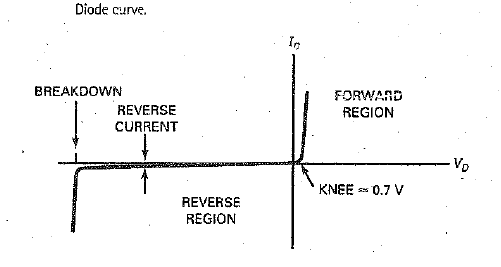 Diode curve.
I_D
BREAKDOWN
REVERSE
CURRENT
FORWARD
REGION
V_D
KNEE ≈ 0.7 V
REVERSE
REGION